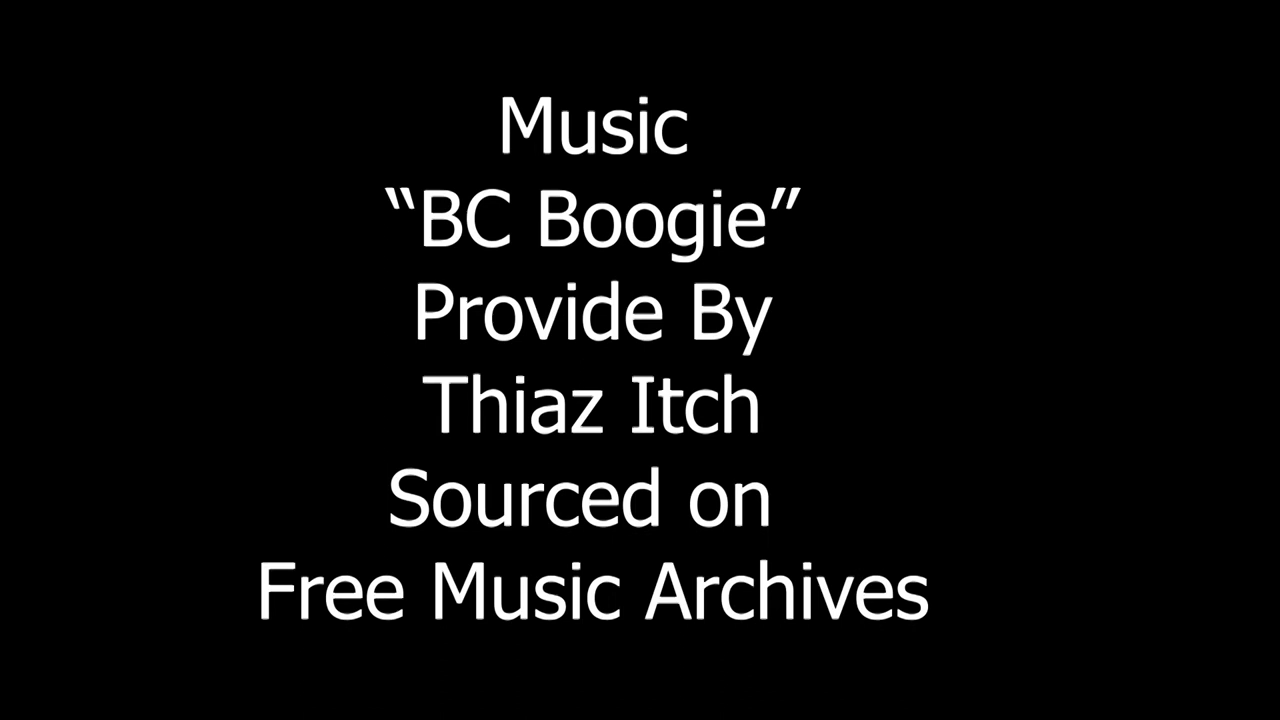 Music
“BC Boogie”
Provide By
Thiaz Itch
Sourced on
Free Music Archives